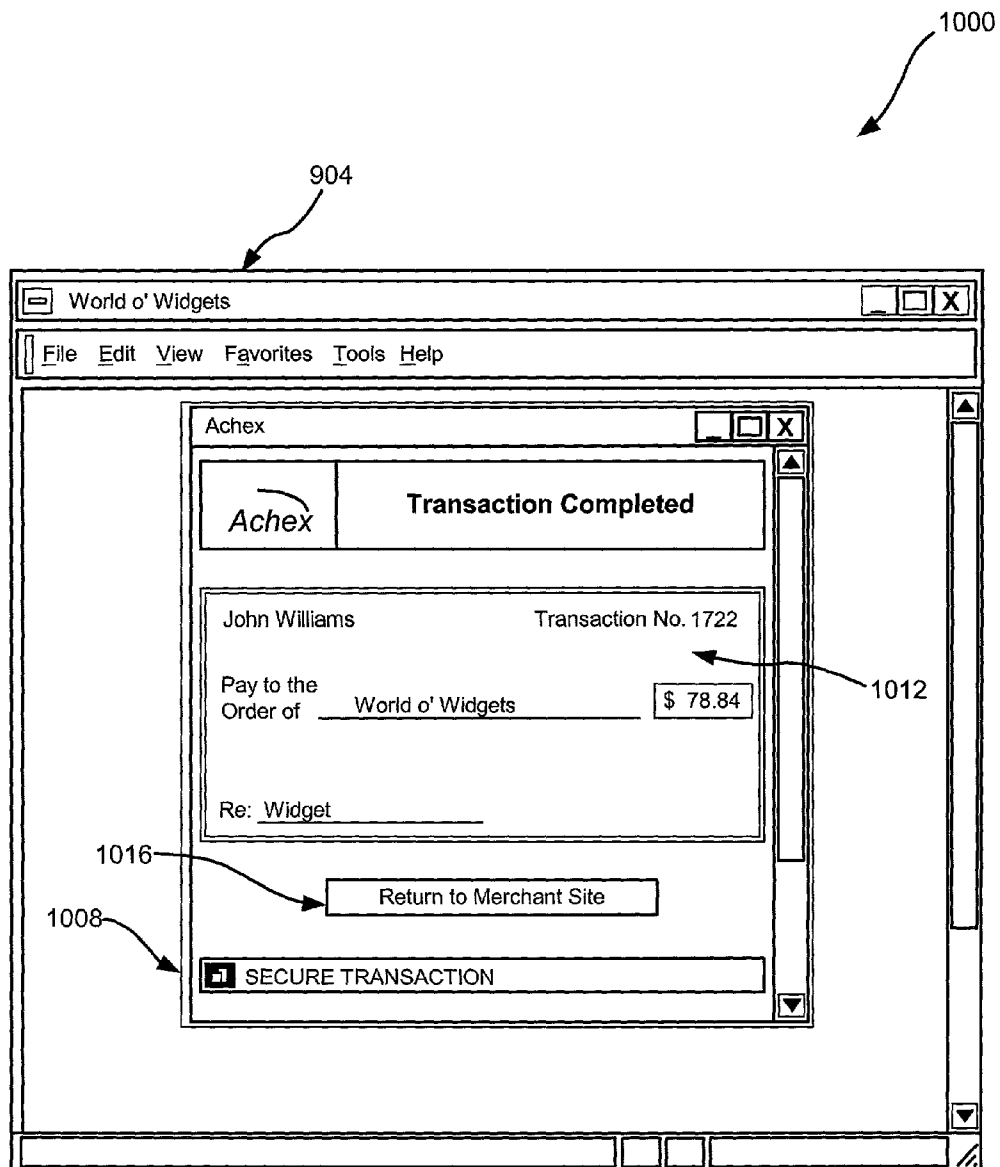 1000
904
World o' Widgets
X
File Edit View Favorites Tools Help
Achex
X
Achex
Transaction Completed
John Williams
Transaction No. 1722
1012
Pay to the
Order of World o' Widgets $ 78.84
Re: Widget
1016
Return to Merchant Site
1008
SECURE TRANSACTION